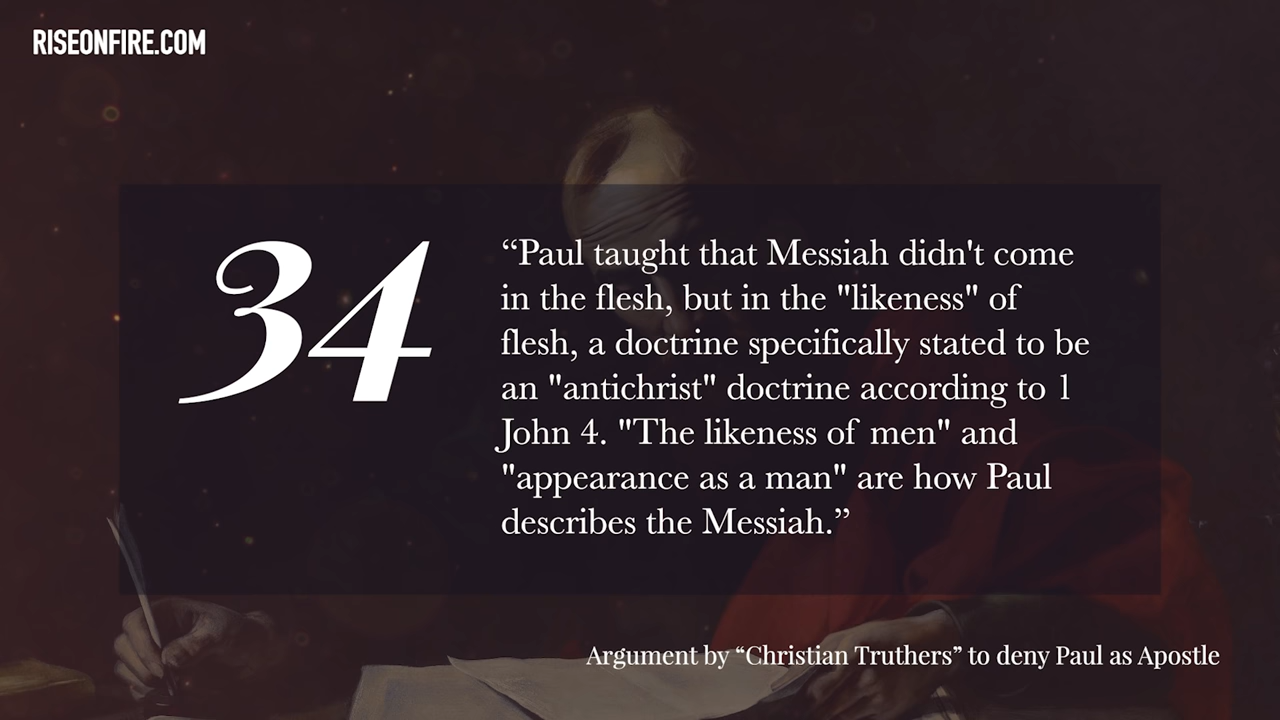 RISEONFIRE.COM
34
“Paul taught that Messiah didn't come
in the flesh, but in the "likeness" of
flesh, a doctrine specifically stated to be
an "antichrist" doctrine according to 1
John 4. "The likeness of men" and
"appearance as a man" are how Paul
describes the Messiah.”
Argument by “Christian Truthers” to deny Paul as Apostle